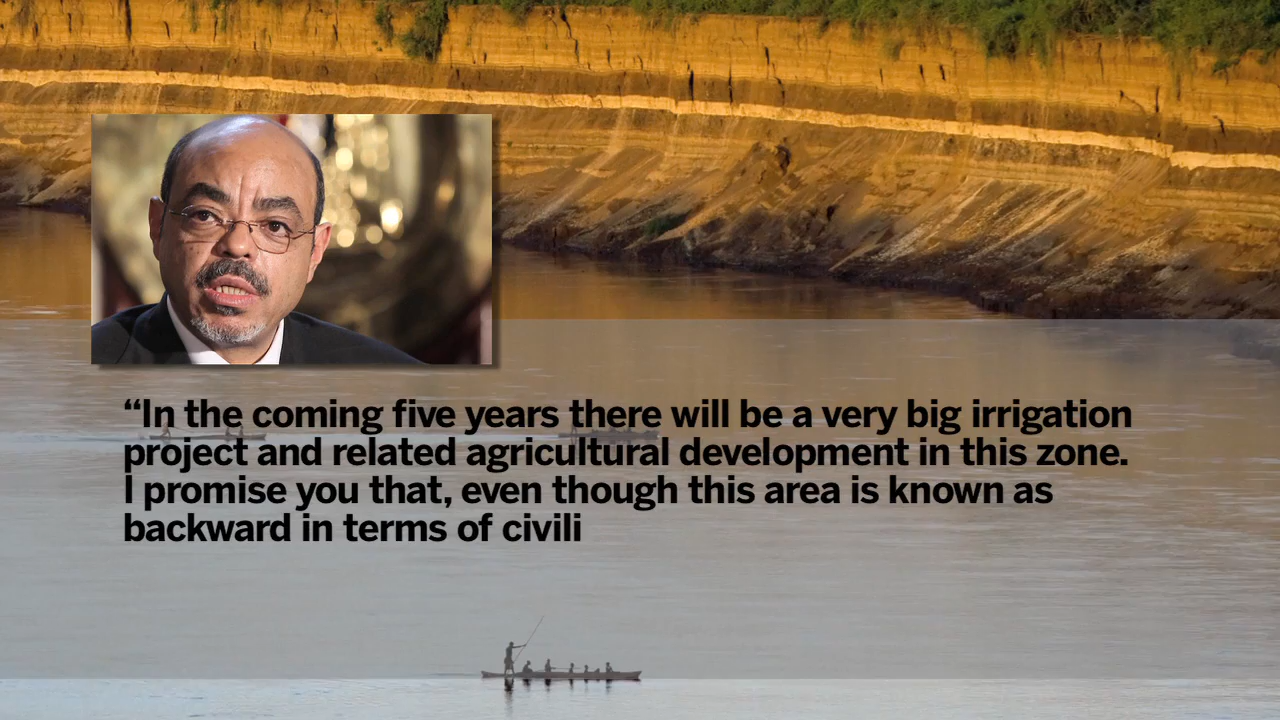 “In the coming five years there will be a very big irrigation
project and related agricultural development in this zone.
I promise you that, even though this area is known as
backward in terms of civili